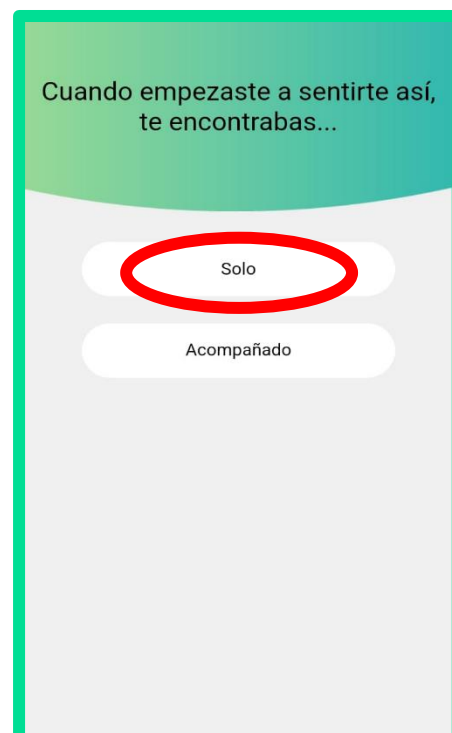 Cuando empezaste a sentirte así,
te encontrabas...
Solo
Acompañado